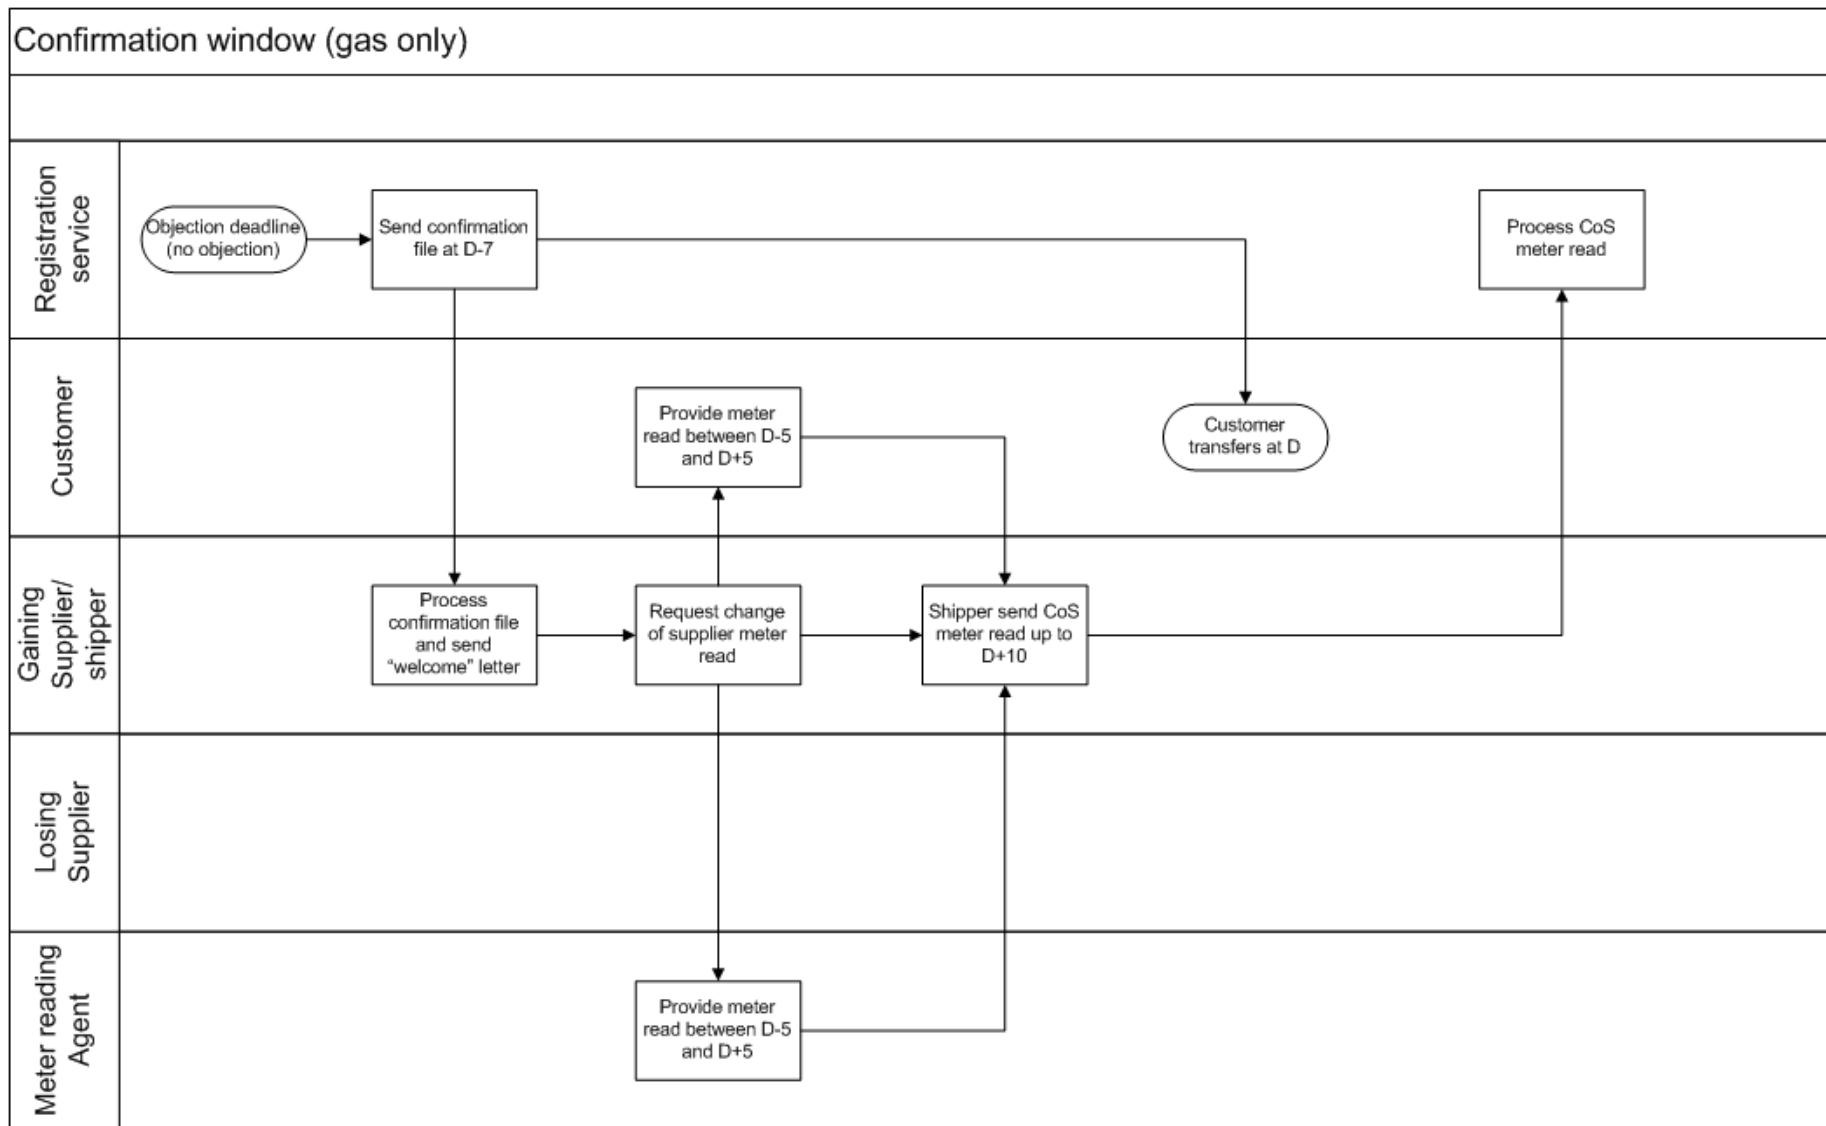 Confirmation window (gas only)
Registration
service
Objection deadline
(no objection)
Send confirmation
file at D-7
Process CoS
meter read
Customer
Provide meter
read between D-5
and D+5
Customer
transfers at D
Gaining
Supplier/
shipper
Process
confirmation file
and send
“welcome” letter
Request change
of supplier meter
read
Shipper send CoS
meter read up to
D+10
Losing
Supplier
Meter reading
Agent
Provide meter
read between D-5
and D+5